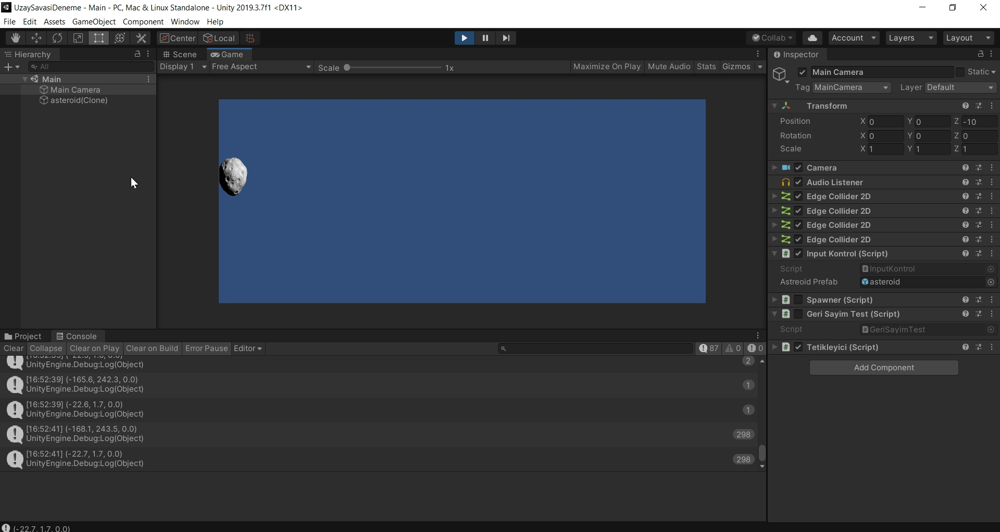 UzaySavasiDeneme - Main - PC, Mac & Linux Standalone - Unity 2019.3.7f1 <DX11>
File Edit Assets GameObject Component Window Help
Center Local Collab Account Layers Layout
Hierarchy
All
Main
Main Camera
asteroid(Clone)
Scene Game
Display 1 Free Aspect Scale 1x Maximize On Play Mute Audio Stats Gizmos
Inspector
Main Camera Static
Tag MainCamera Layer Default
Transform
Position X 0 Y 0 Z -10
Rotation X 0 Y 0 Z 0
Scale X 1 Y 1 Z 1
Camera
Audio Listener
Edge Collider 2D
Edge Collider 2D
Edge Collider 2D
Edge Collider 2D
Input Kontrol (Script)
Script InputKontrol
Astreoid Prefab asteroid
Spawner (Script)
Geri Sayim Test (Script)
Script GeriSayimTest
Tetikleyici (Script)
Add Component
Project Console
Clear Collapse Clear on Play Clear on Build Error Pause Editor 87 0 0
UnityEngine.Debug:Log(Object) 2
[16:52:39] (-165.6, 242.3, 0.0)
UnityEngine.Debug:Log(Object) 1
[16:52:39] (-22.6, 1.7, 0.0)
UnityEngine.Debug:Log(Object) 1
[16:52:41] (-168.1, 243.5, 0.0)
UnityEngine.Debug:Log(Object) 298
[16:52:41] (-22.7, 1.7, 0.0)
UnityEngine.Debug:Log(Object) 298
(-22.7, 1.7, 0.0)